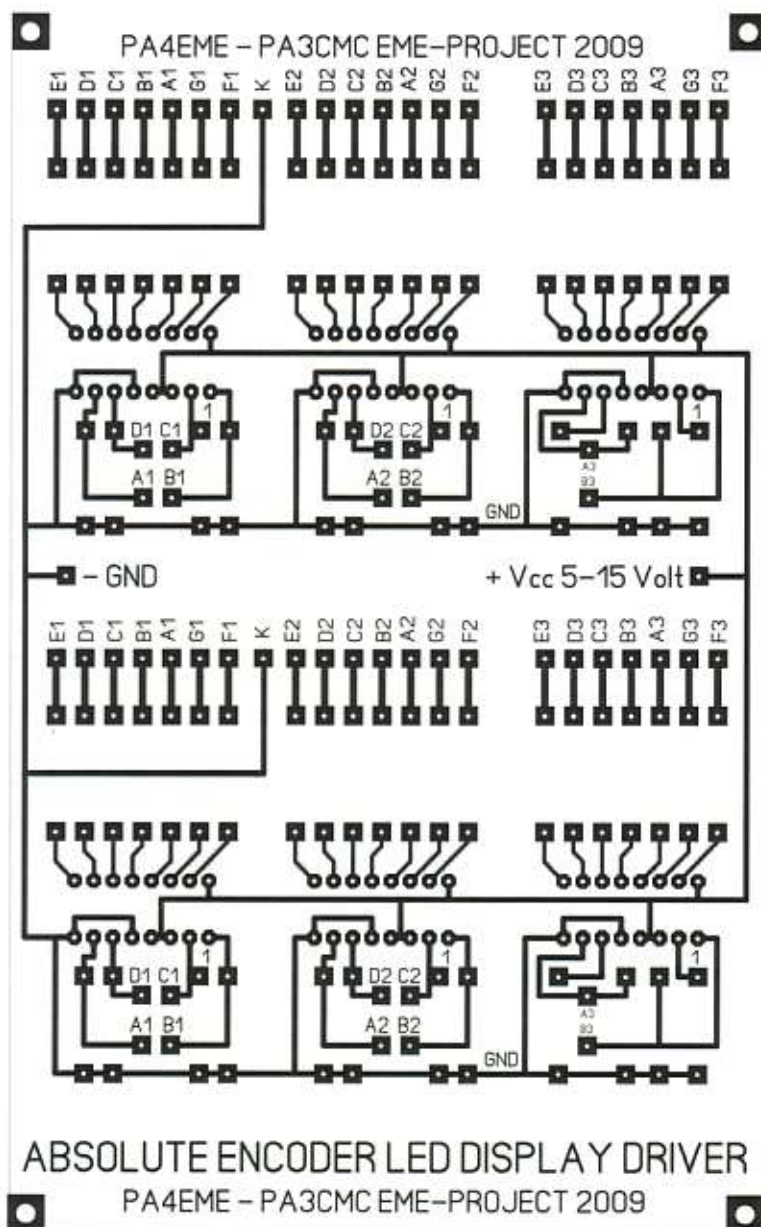 PA4EME - PA3CMC EME-PROJECT 2009
E1 D1 C1 B1 A1 G1 F1 K E2 D2 C2 B2 A2 G2 F2 E3 D3 C3 B3 A3 G3 F3
1 1 1
D1 C1 D2 C2
A3
A1 B1 A2 B2 B3
GND
- GND + Vcc 5-15 Volt
E1 D1 C1 B1 A1 G1 F1 K E2 D2 C2 B2 A2 G2 F2 E3 D3 C3 B3 A3 G3 F3
1 1 1
D1 C1 D2 C2
A3
A1 B1 A2 B2 B3
GND
ABSOLUTE ENCODER LED DISPLAY DRIVER
PA4EME - PA3CMC EME-PROJECT 2009